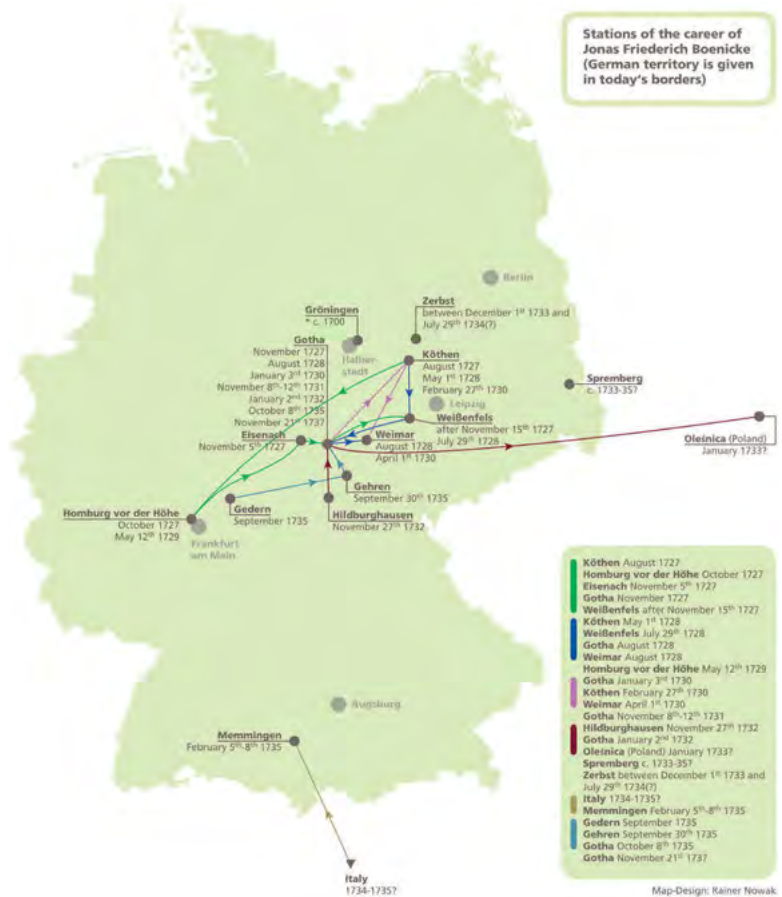 Stations of the career of
Jonas Friederich Boenicke
(German territory is given
in today's borders)
Berlin
Gröningen
* c. 1700
Zerbst
between December 1st 1733 and
July 29th 1734(?)
Halber-
stadt
Gotha
November 1727
August 1728
January 3rd 1730
November 8th-12th 1731
January 2nd 1732
October 8th 1735
November 21st 1737
Köthen
August 1727
May 1st 1728
February 27th 1730
Spremberg
c. 1733-35?
Leipzig
Weißenfels
after November 15th 1727
July 29th 1728
Eisenach
November 5th 1727
Weimar
August 1728
April 1st 1730
Oleśnica (Poland)
January 1733?
Gehren
September 30th 1735
Gedern
September 1735
Hildburghausen
November 27th 1732
Homburg vor der Höhe
October 1727
May 12th 1729
Frankfurt
am Main
Augsburg
Memmingen
February 5th-8th 1735
Italy
1734-1735?
Köthen August 1727
Homburg vor der Höhe October 1727
Eisenach November 5th 1727
Gotha November 1727
Weißenfels after November 15th 1727
Köthen May 1st 1728
Weißenfels July 29th 1728
Gotha August 1728
Weimar August 1728
Homburg vor der Höhe May 12th 1729
Gotha January 3rd 1730
Köthen February 27th 1730
Weimar April 1st 1730
Gotha November 8th-12th 1731
Hildburghausen November 27th 1732
Gotha January 2nd 1732
Oleśnica (Poland) January 1733?
Spremberg c. 1733-35?
Zerbst between December 1st 1733 and
July 29th 1734(?)
Italy 1734-1735?
Memmingen February 5th-8th 1735
Gedern September 1735
Gehren September 30th 1735
Gotha October 8th 1735
Gotha November 21st 1737
Map-Design: Rainer Nowak